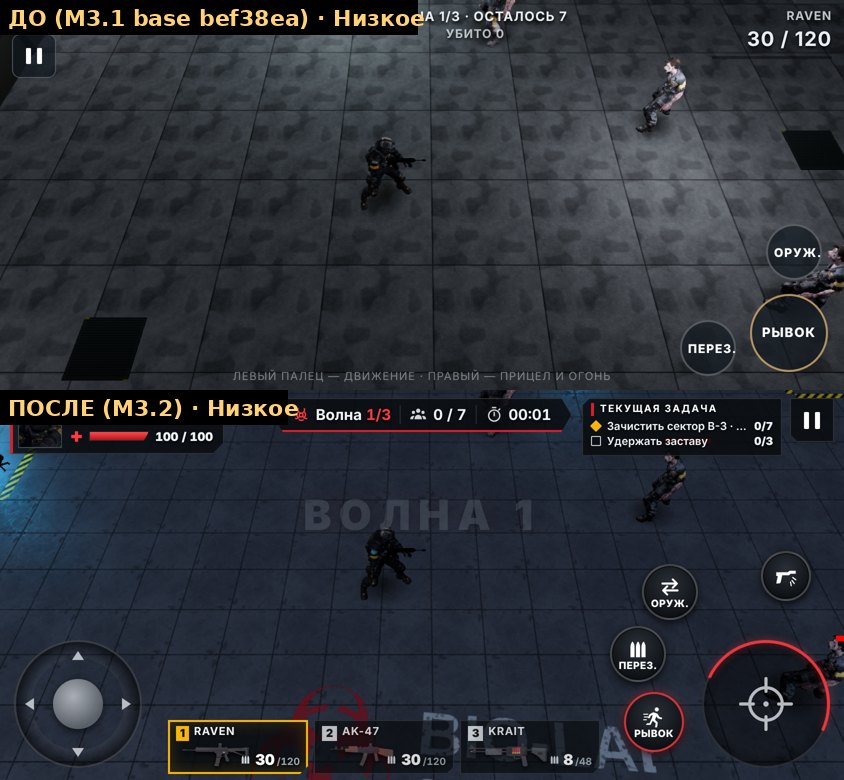 ДО (M3.1 base bef38ea) · Низкое
НА 1/3 · ОСТАЛОСЬ 7
УБИТО 0
RAVEN
30 / 120
ОРУЖ.
РЫВОК
ПЕРЕЗ.
ЛЕВЫЙ ПАЛЕЦ — ДВИЖЕНИЕ · ПРАВЫЙ — ПРИЦЕЛ И ОГОНЬ
ПОСЛЕ (M3.2) · Низкое
Волна 1/3
0 / 7
00:01
100 / 100
ТЕКУЩАЯ ЗАДАЧА
Зачистить сектор B-3 · ... 0/7
Удержать заставу 0/3
ВОЛНА 1
ОРУЖ.
ПЕРЕЗ.
РЫВОК
1 RAVEN
30 /120
2 AK-47
30 /120
3 KRAIT
8 /48